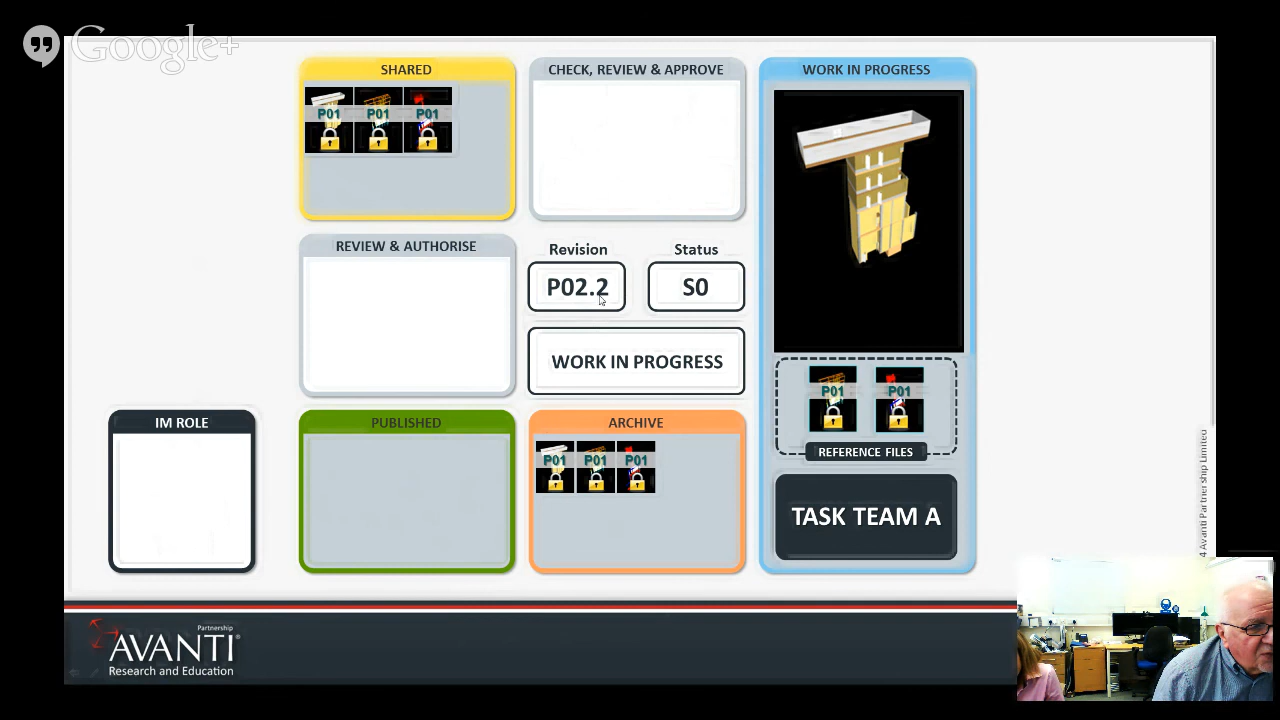 Google+
SHARED
P01 P01 P01
CHECK, REVIEW & APPROVE
WORK IN PROGRESS
REVIEW & AUTHORISE
Revision
P02.2
Status
S0
WORK IN PROGRESS
P01 P01
REFERENCE FILES
TASK TEAM A
IM ROLE
PUBLISHED
ARCHIVE
P01 P01 P01
4 Avanti Partnership Limited
Partnership
AVANTI®
Research and Education